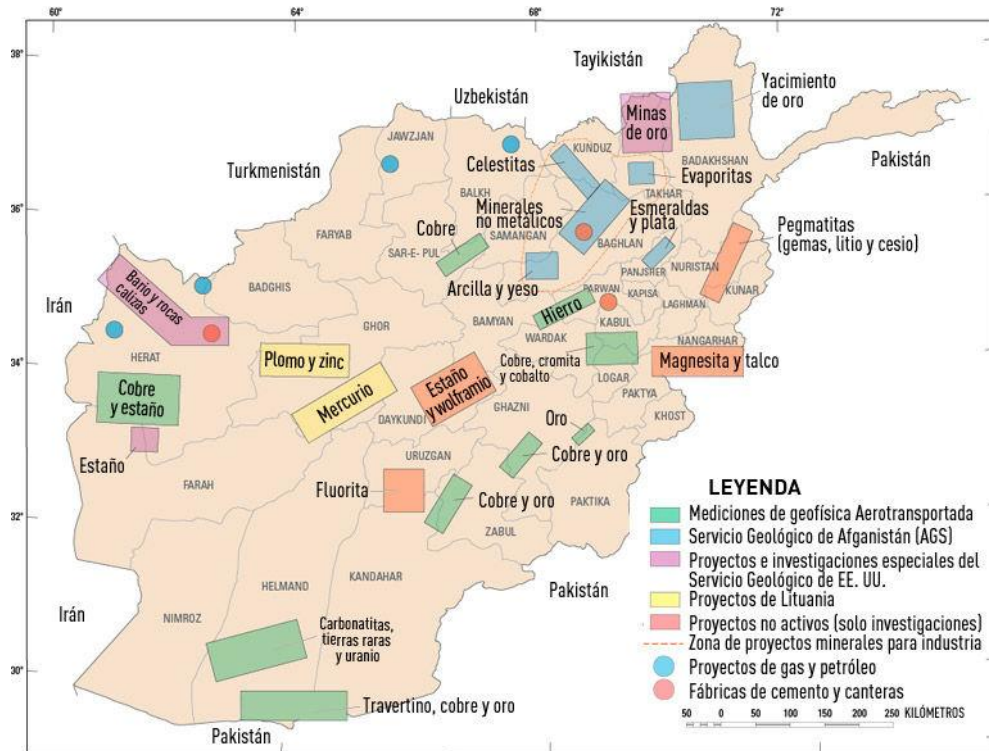 60°
64°
68°
72°
38°
36°
34°
32°
30°
Tayikistán
Yacimiento
de oro
Uzbekistán
Minas
de oro
JAWZJAN
KUNDUZ
BADAKHSHAN
Pakistán
Turkmenistán
Celestitas
Evaporitas
TAKHAR
BALKH
Minerales
no metálicos
Esmeraldas
y plata
Cobre
SAMANGAN
FARYAB
SAR-E- PUL
BAGHLAN
Pegmatitas
(gemas, litio y cesio)
PANJSHER
NURISTAN
Arcilla y yeso
BADGHIS
Bario y rocas
calizas
Irán
PARWAN
KAPISA
KUNAR
LAGHMAN
Hierro
BAMYAN
KABUL
GHOR
WARDAK
NANGARHAR
HERAT
Plomo y zinc
Cobre, cromita
y cobalto
Magnesita y talco
LOGAR
Cobre
y estaño
Mercurio
Estaño
y wolframio
PAKTYA
GHAZNI
KHOST
DAYKUNDI
Oro
Estaño
URUZGAN
Cobre y oro
FARAH
Fluorita
Cobre y oro
PAKTIKA
ZABUL
KANDAHAR
HELMAND
Pakistán
Irán
NIMROZ
Carbonatitas,
tierras raras
y uranio
Travertino, cobre y oro
Pakistán
LEYENDA
Mediciones de geofísica Aerotransportada
Servicio Geológico de Afganistán (AGS)
Proyectos e investigaciones especiales del
Servicio Geológico de EE. UU.
Proyectos de Lituania
Proyectos no activos (solo investigaciones)
Zona de proyectos minerales para industria
Proyectos de gas y petróleo
Fábricas de cemento y canteras
50 0 50 100 150 200 250 KILÓMETROS